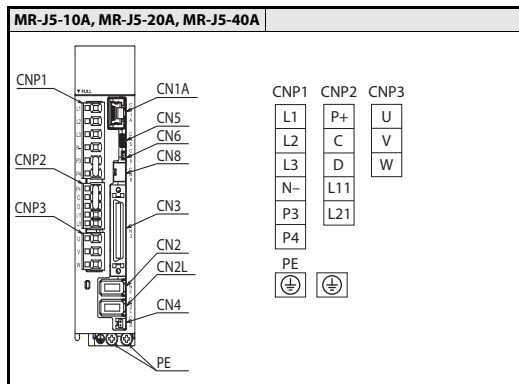 MR-J5-10A, MR-J5-20A, MR-J5-40A
▼PULL
CNP1
CNP2
CNP3
CN1A
CN5
CN6
CN8
CN3
CN2
CN2L
CN4
PE
CNP1 CNP2 CNP3
L1 P+ U
L2 C V
L3 D W
N− L11
P3 L21
P4
PE